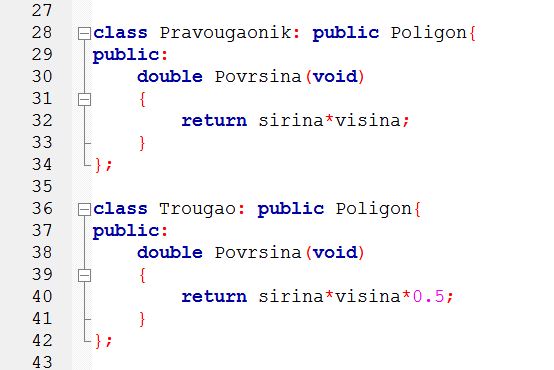 27
28 class Pravougaonik: public Poligon{
29 public:
30     double Povrsina(void)
31     {
32         return sirina*visina;
33     }
34 };
35
36 class Trougao: public Poligon{
37 public:
38     double Povrsina(void)
39     {
40         return sirina*visina*0.5;
41     }
42 };
43